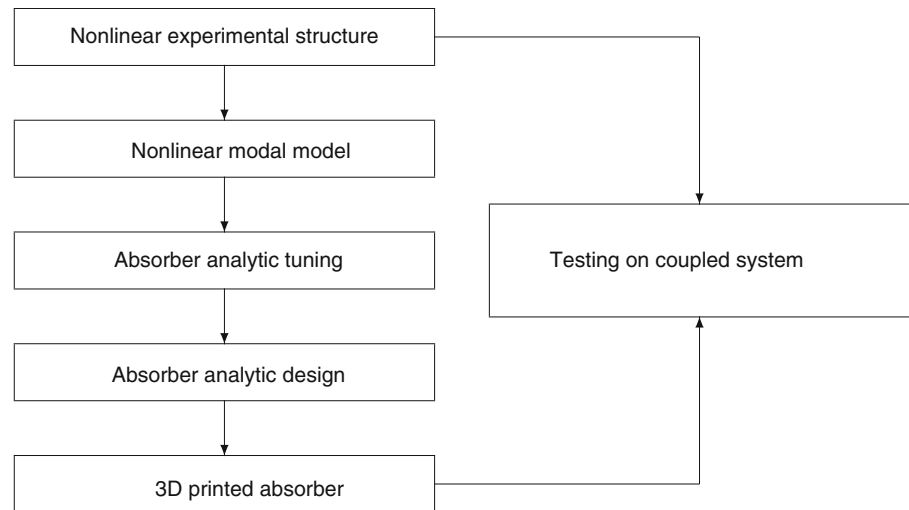 Nonlinear experimental structure
Nonlinear modal model
Absorber analytic tuning
Testing on coupled system
Absorber analytic design
3D printed absorber